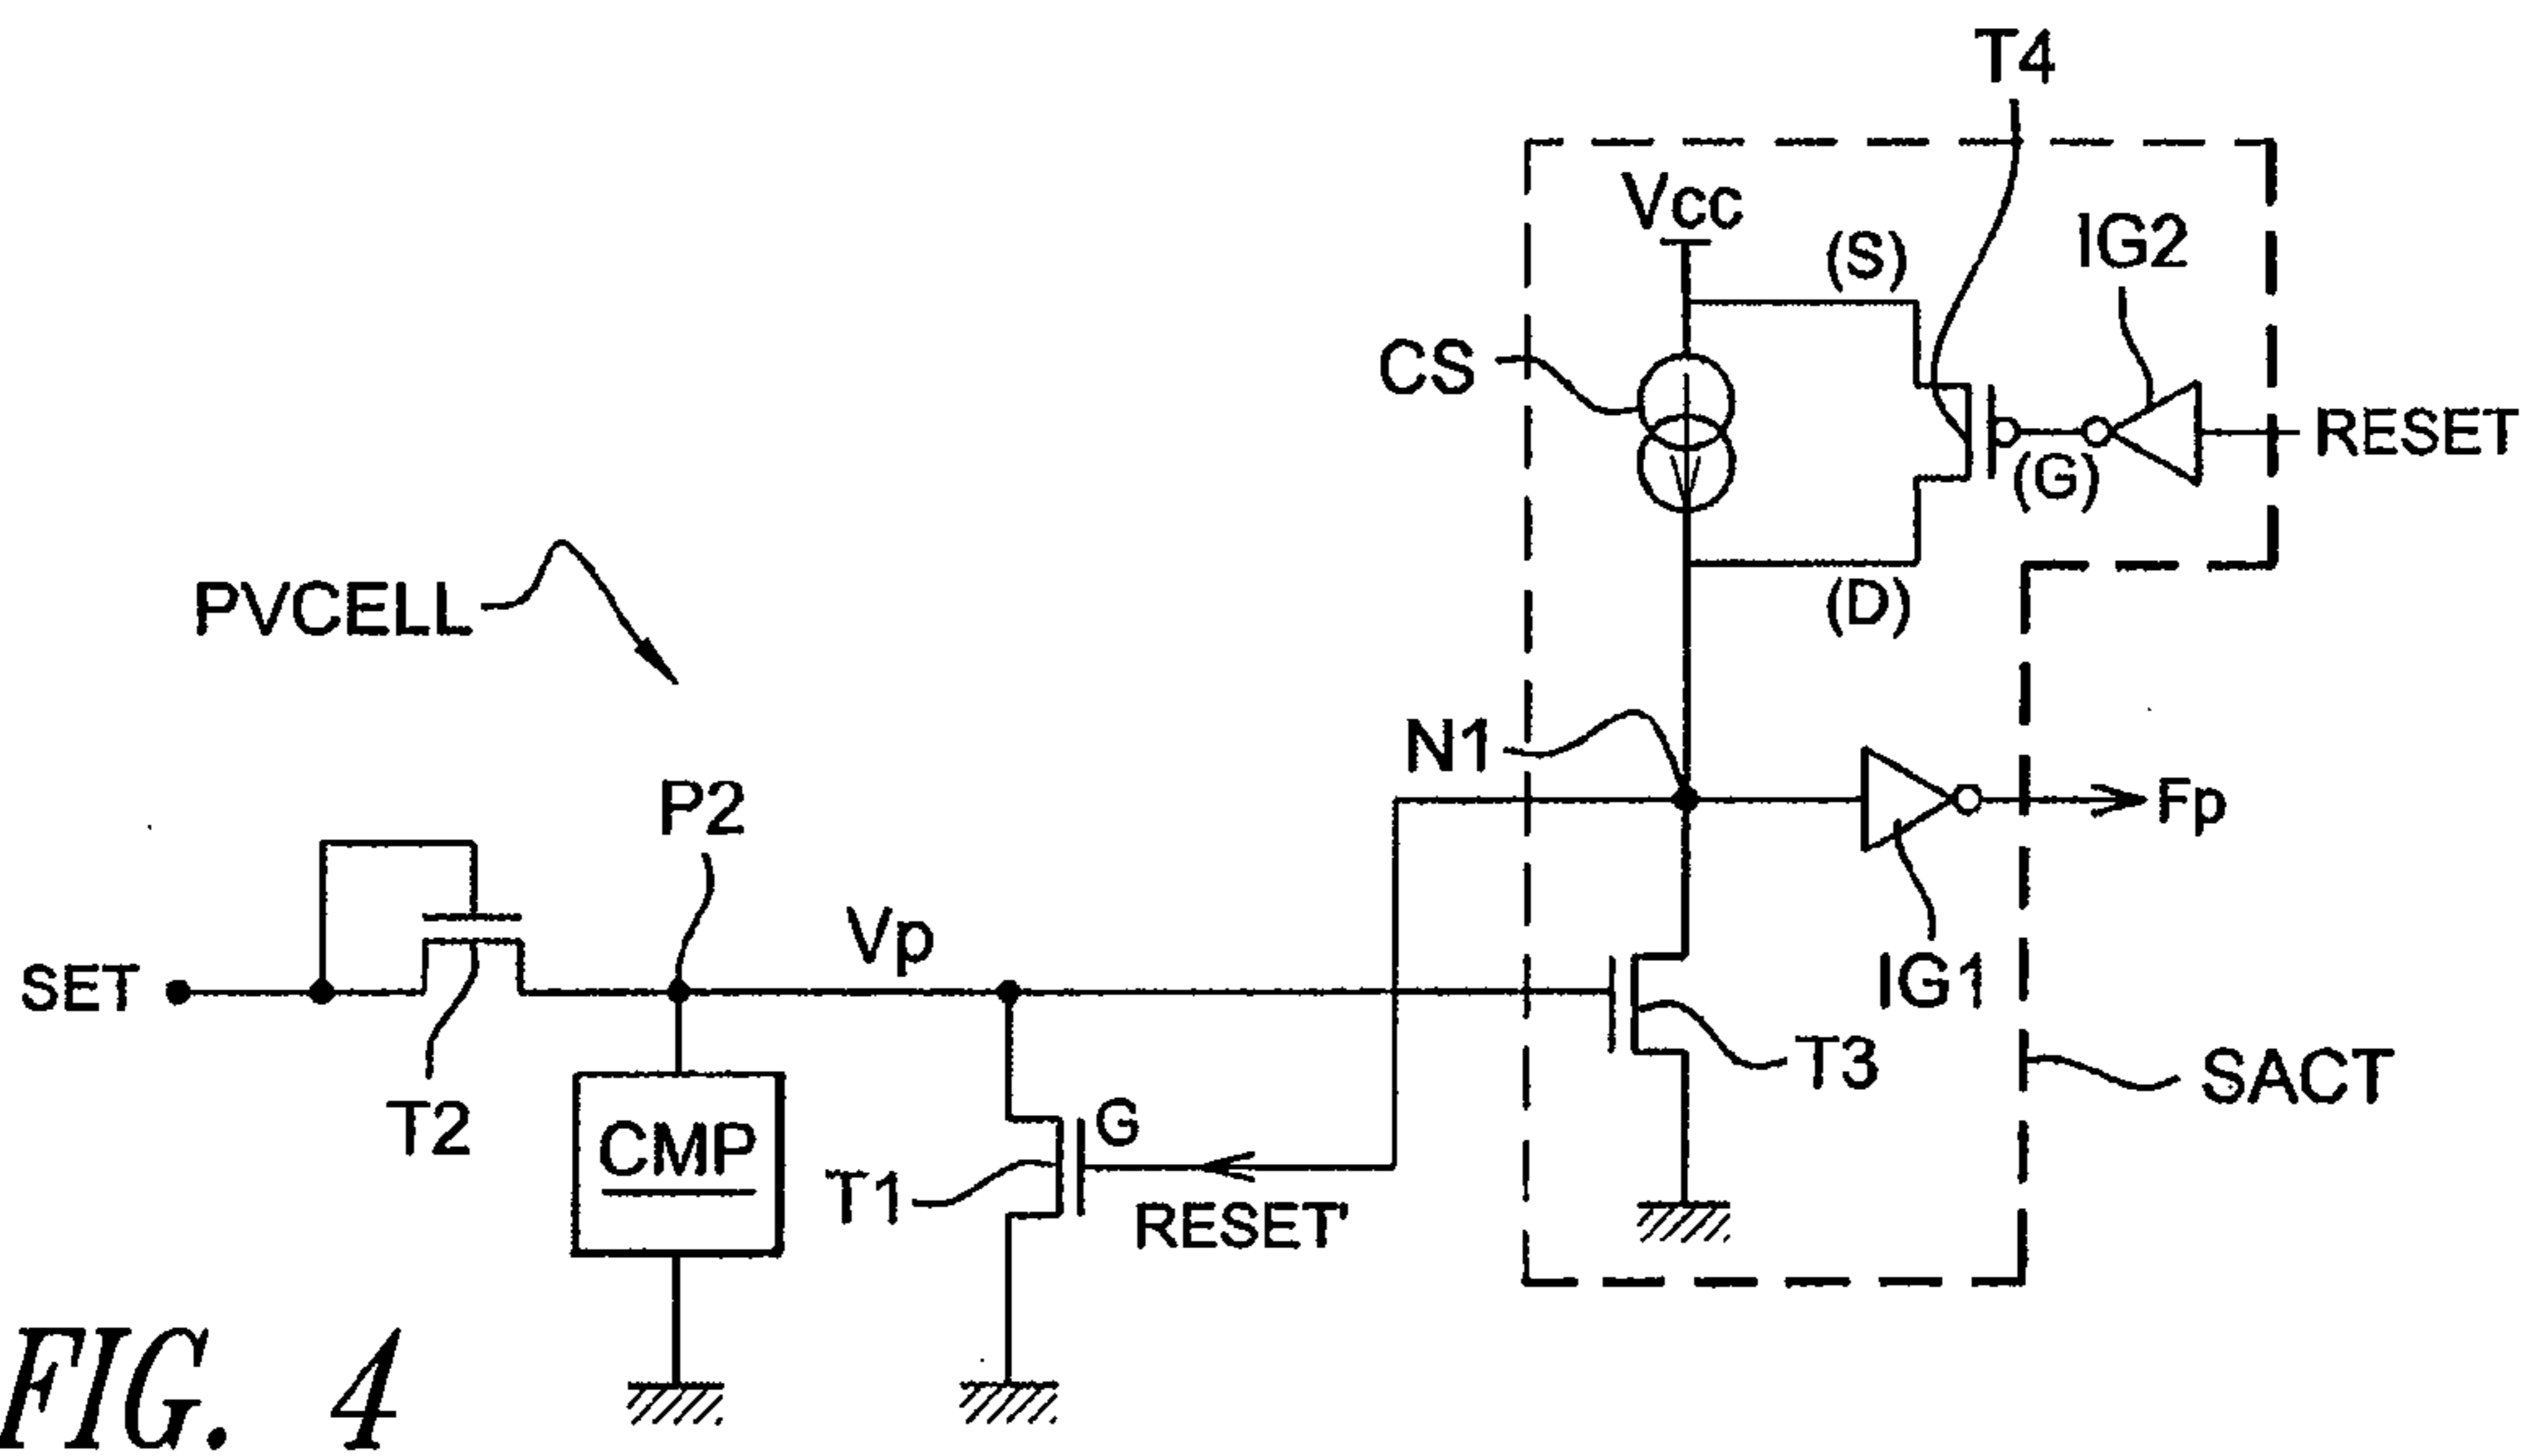 T4
Vcc
(S)
IG2
CS
RESET
(G)
PVCELL
(D)
N1
P2
Fp
Vp
SET
IG1
T3
SACT
T2
CMP
G
T1
RESET'
FIG. 4